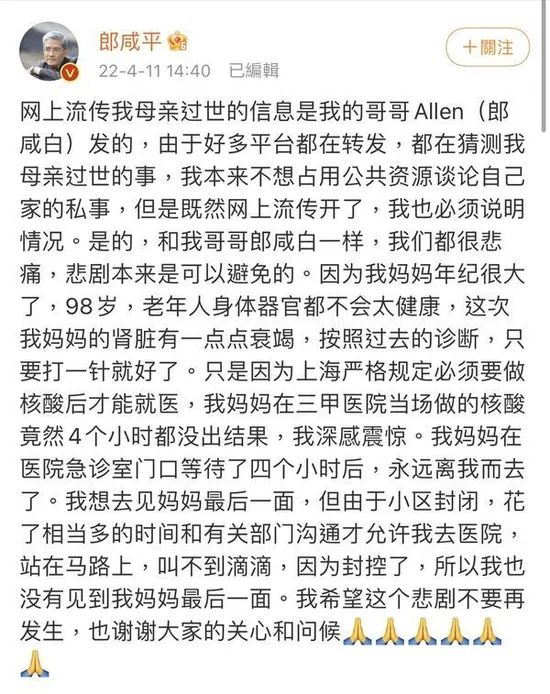 郎咸平
22-4-11 14:40 已編輯
＋關注
网上流传我母亲过世的信息是我的哥哥Allen（郎
咸白）发的，由于好多平台都在转发，都在猜测我
母亲过世的事，我本来不想占用公共资源谈论自己
家的私事，但是既然网上流传开了，我也必须说明
情况。是的，和我哥哥郎咸白一样，我们都很悲
痛，悲剧本来是可以避免的。因为我妈妈年纪很大
了，98岁，老年人身体器官都不会太健康，这次
我妈妈的肾脏有一点点衰竭，按照过去的诊断，只
要打一针就好了。只是因为上海严格规定必须要做
核酸后才能就医，我妈妈在三甲医院当场做的核酸
竟然4个小时都没出结果，我深感震惊。我妈妈在
医院急诊室门口等待了四个小时后，永远离我而去
了。我想去见妈妈最后一面，但由于小区封闭，花
了相当多的时间和有关部门沟通才允许我去医院，
站在马路上，叫不到滴滴，因为封控了，所以我也
没有见到我妈妈最后一面。我希望这个悲剧不要再
发生，也谢谢大家的关心和问候🙏🙏🙏🙏🙏
🙏